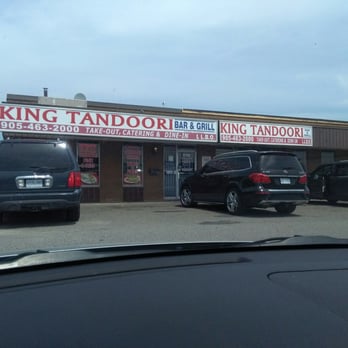 KING TANDOORI BAR & GRILL
905-463-2000 TAKE-OUT, CATERING & DINE-IN L.L.B.O.
KING TANDOORI
905-463-2000